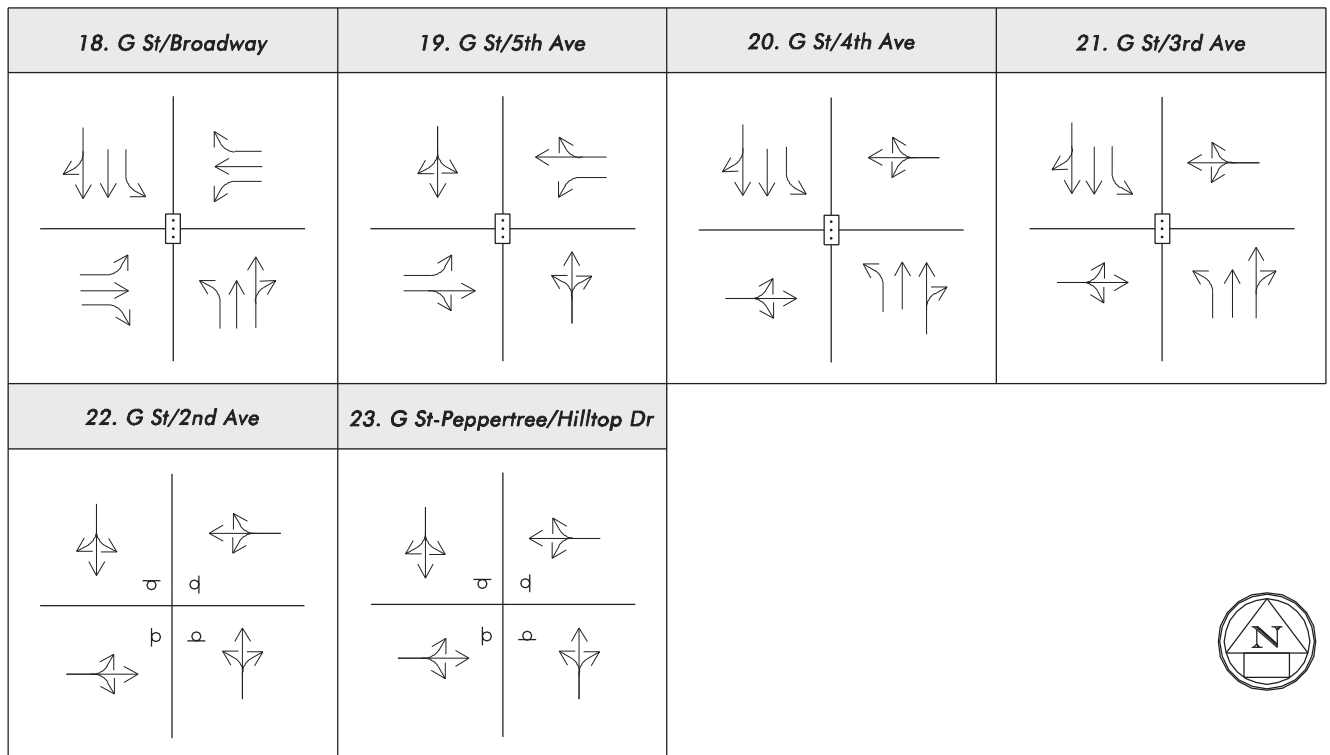 18. G St/Broadway
19. G St/5th Ave
20. G St/4th Ave
21. G St/3rd Ave
22. G St/2nd Ave
23. G St-Peppertree/Hilltop Dr
N